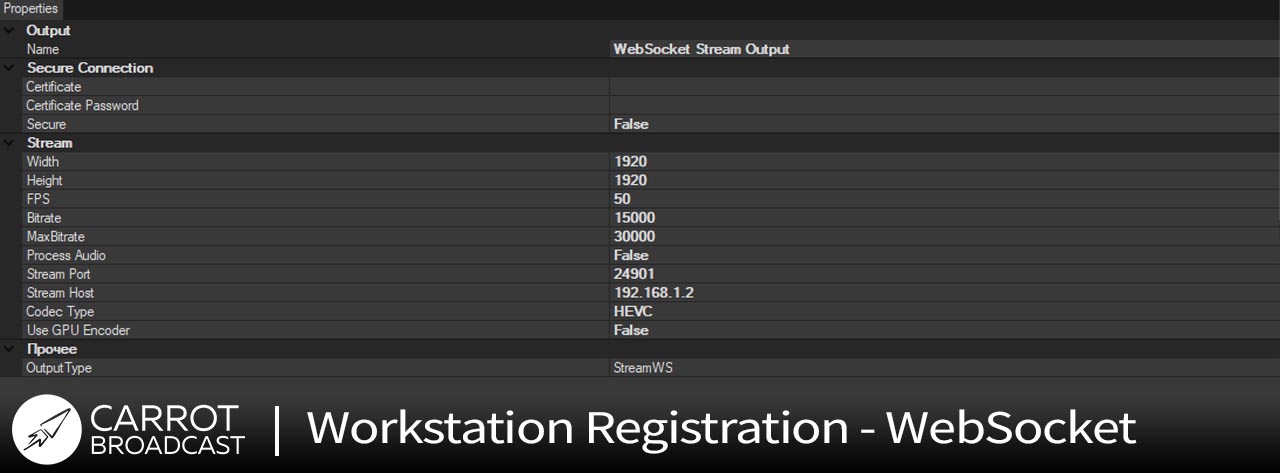 Properties
Output
Name WebSocket Stream Output
Secure Connection
Certificate
Certificate Password
Secure False
Stream
Width 1920
Height 1920
FPS 50
Bitrate 15000
MaxBitrate 30000
Process Audio False
Stream Port 24901
Stream Host 192.168.1.2
Codec Type HEVC
Use GPU Encoder False
Прочее
OutputType StreamWS
CARROT
BROADCAST
Workstation Registration - WebSocket